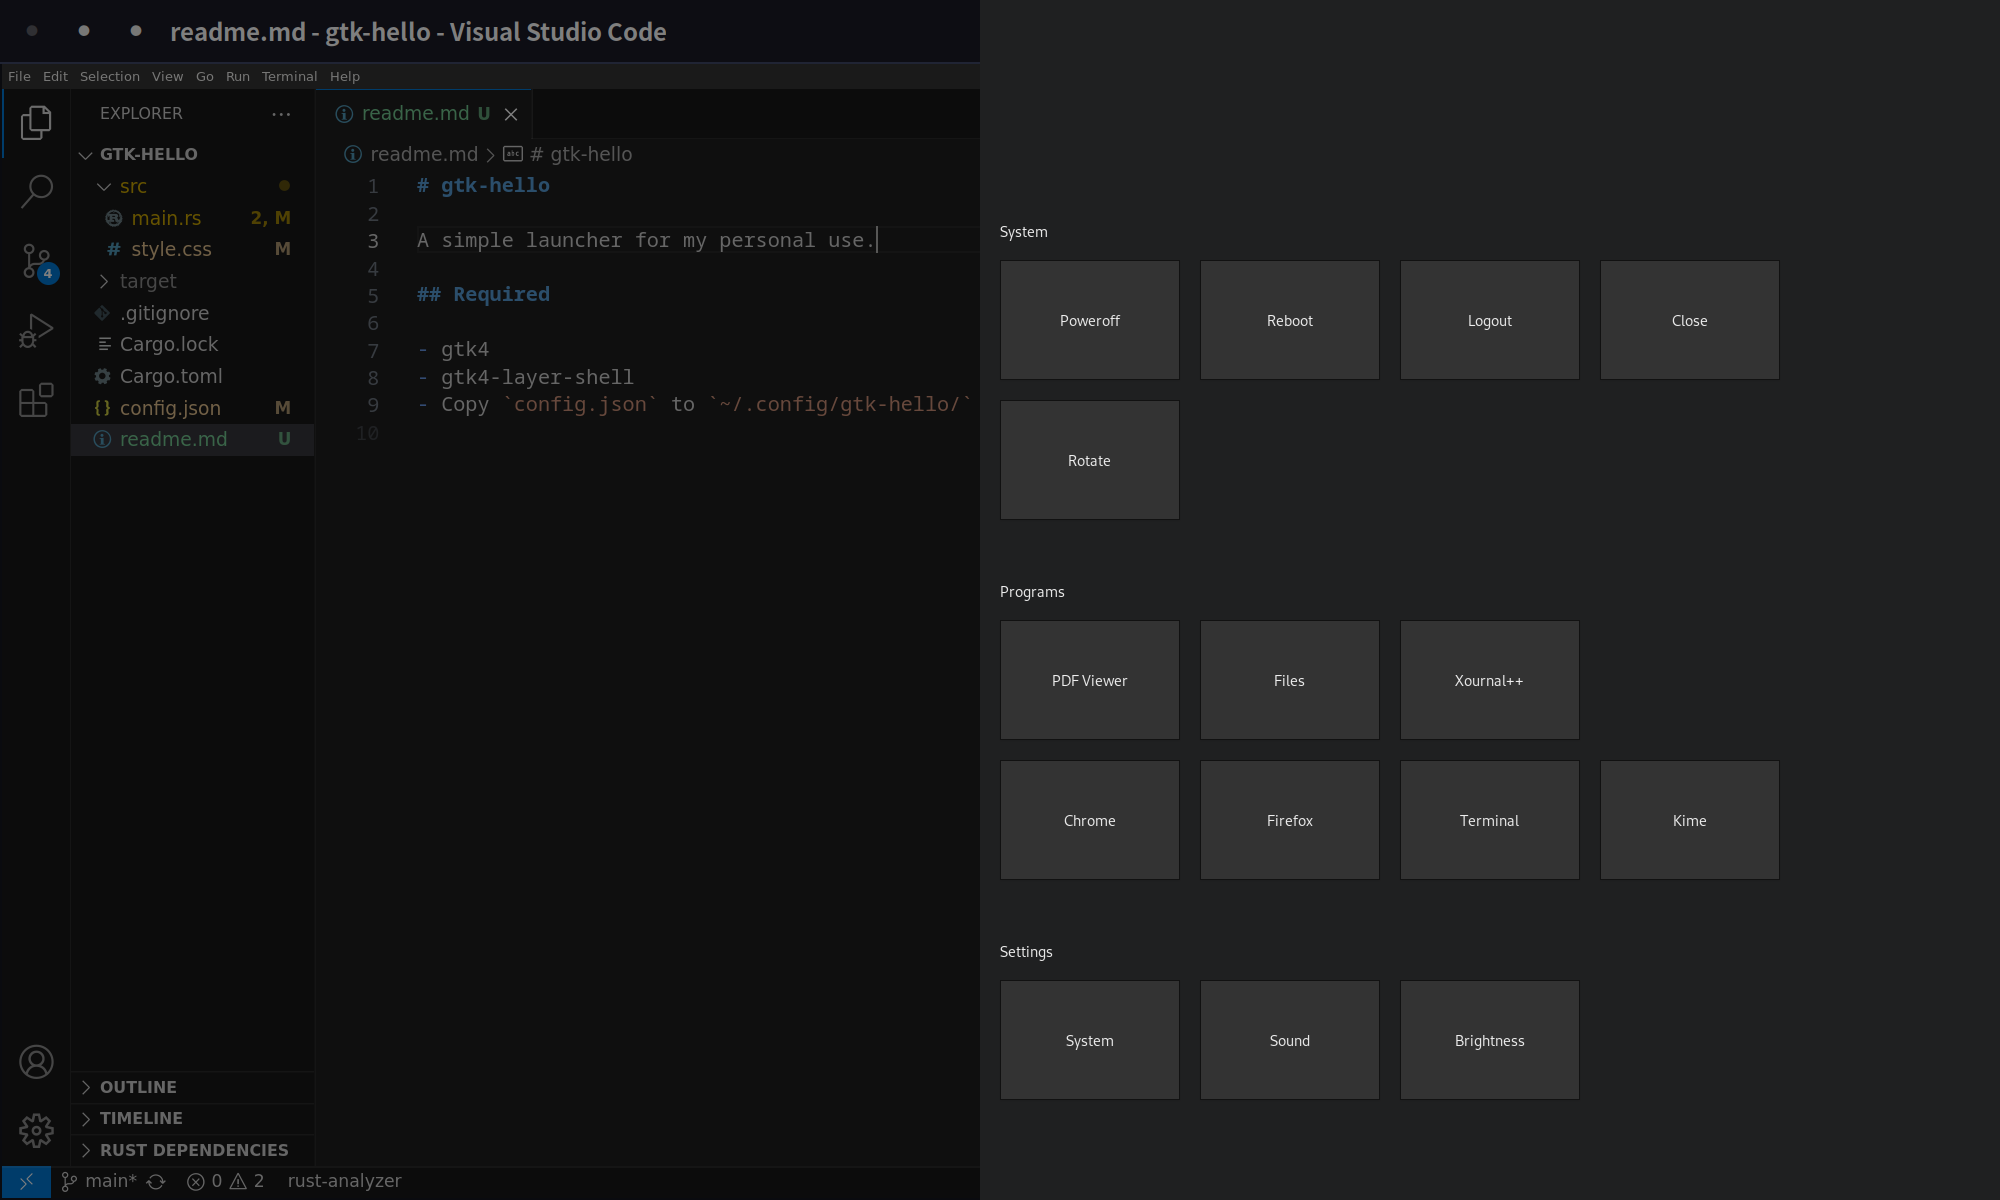 readme.md - gtk-hello - Visual Studio Code
File Edit Selection View Go Run Terminal Help
EXPLORER
GTK-HELLO
src
main.rs 2, M
style.css M
target
.gitignore
Cargo.lock
Cargo.toml
config.json M
readme.md U
4
OUTLINE
TIMELINE
RUST DEPENDENCIES
readme.md U
readme.md > # gtk-hello
1 # gtk-hello
2
3 A simple launcher for my personal use.
4
5 ## Required
6
7 - gtk4
8 - gtk4-layer-shell
9 - Copy `config.json` to `~/.config/gtk-hello/`
10
main* 0 2 rust-analyzer
System
Poweroff Reboot Logout Close
Rotate
Programs
PDF Viewer Files Xournal++
Chrome Firefox Terminal Kime
Settings
System Sound Brightness